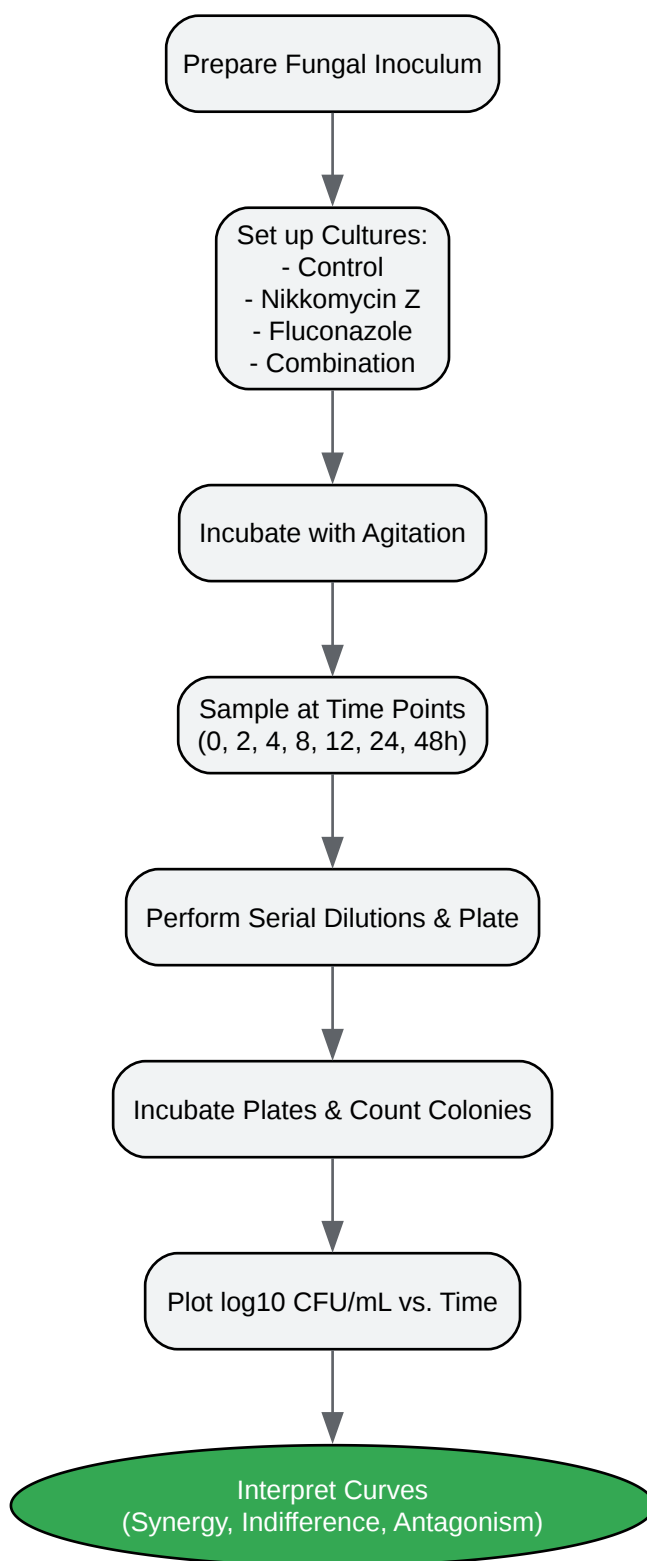 Prepare Fungal Inoculum
Set up Cultures:
- Control
- Nikkomycin Z
- Fluconazole
- Combination
Incubate with Agitation
Sample at Time Points
(0, 2, 4, 8, 12, 24, 48h)
Perform Serial Dilutions & Plate
Incubate Plates & Count Colonies
Plot log10 CFU/mL vs. Time
Interpret Curves
(Synergy, Indifference, Antagonism)